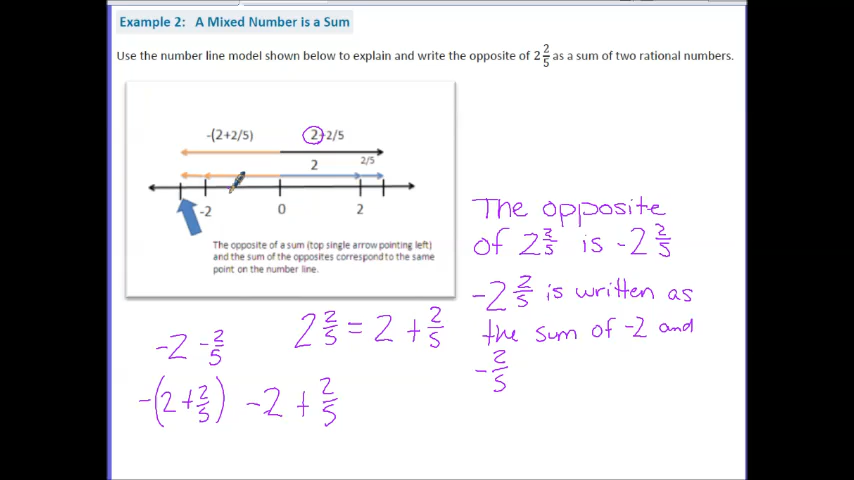 Example 2: A Mixed Number is a Sum
Use the number line model shown below to explain and write the opposite of 2 2/5 as a sum of two rational numbers.
-(2+2/5) 2+2/5
2 2/5
-2 0 2
The opposite of a sum (top single arrow pointing left)
and the sum of the opposites correspond to the same
point on the number line.
The opposite
of 2 2/5 is -2 2/5
-2 2/5 is written as
the sum of -2 and
- 2/5
-2 - 2/5
2 2/5 = 2 + 2/5
-(2 + 2/5)
-2 + 2/5